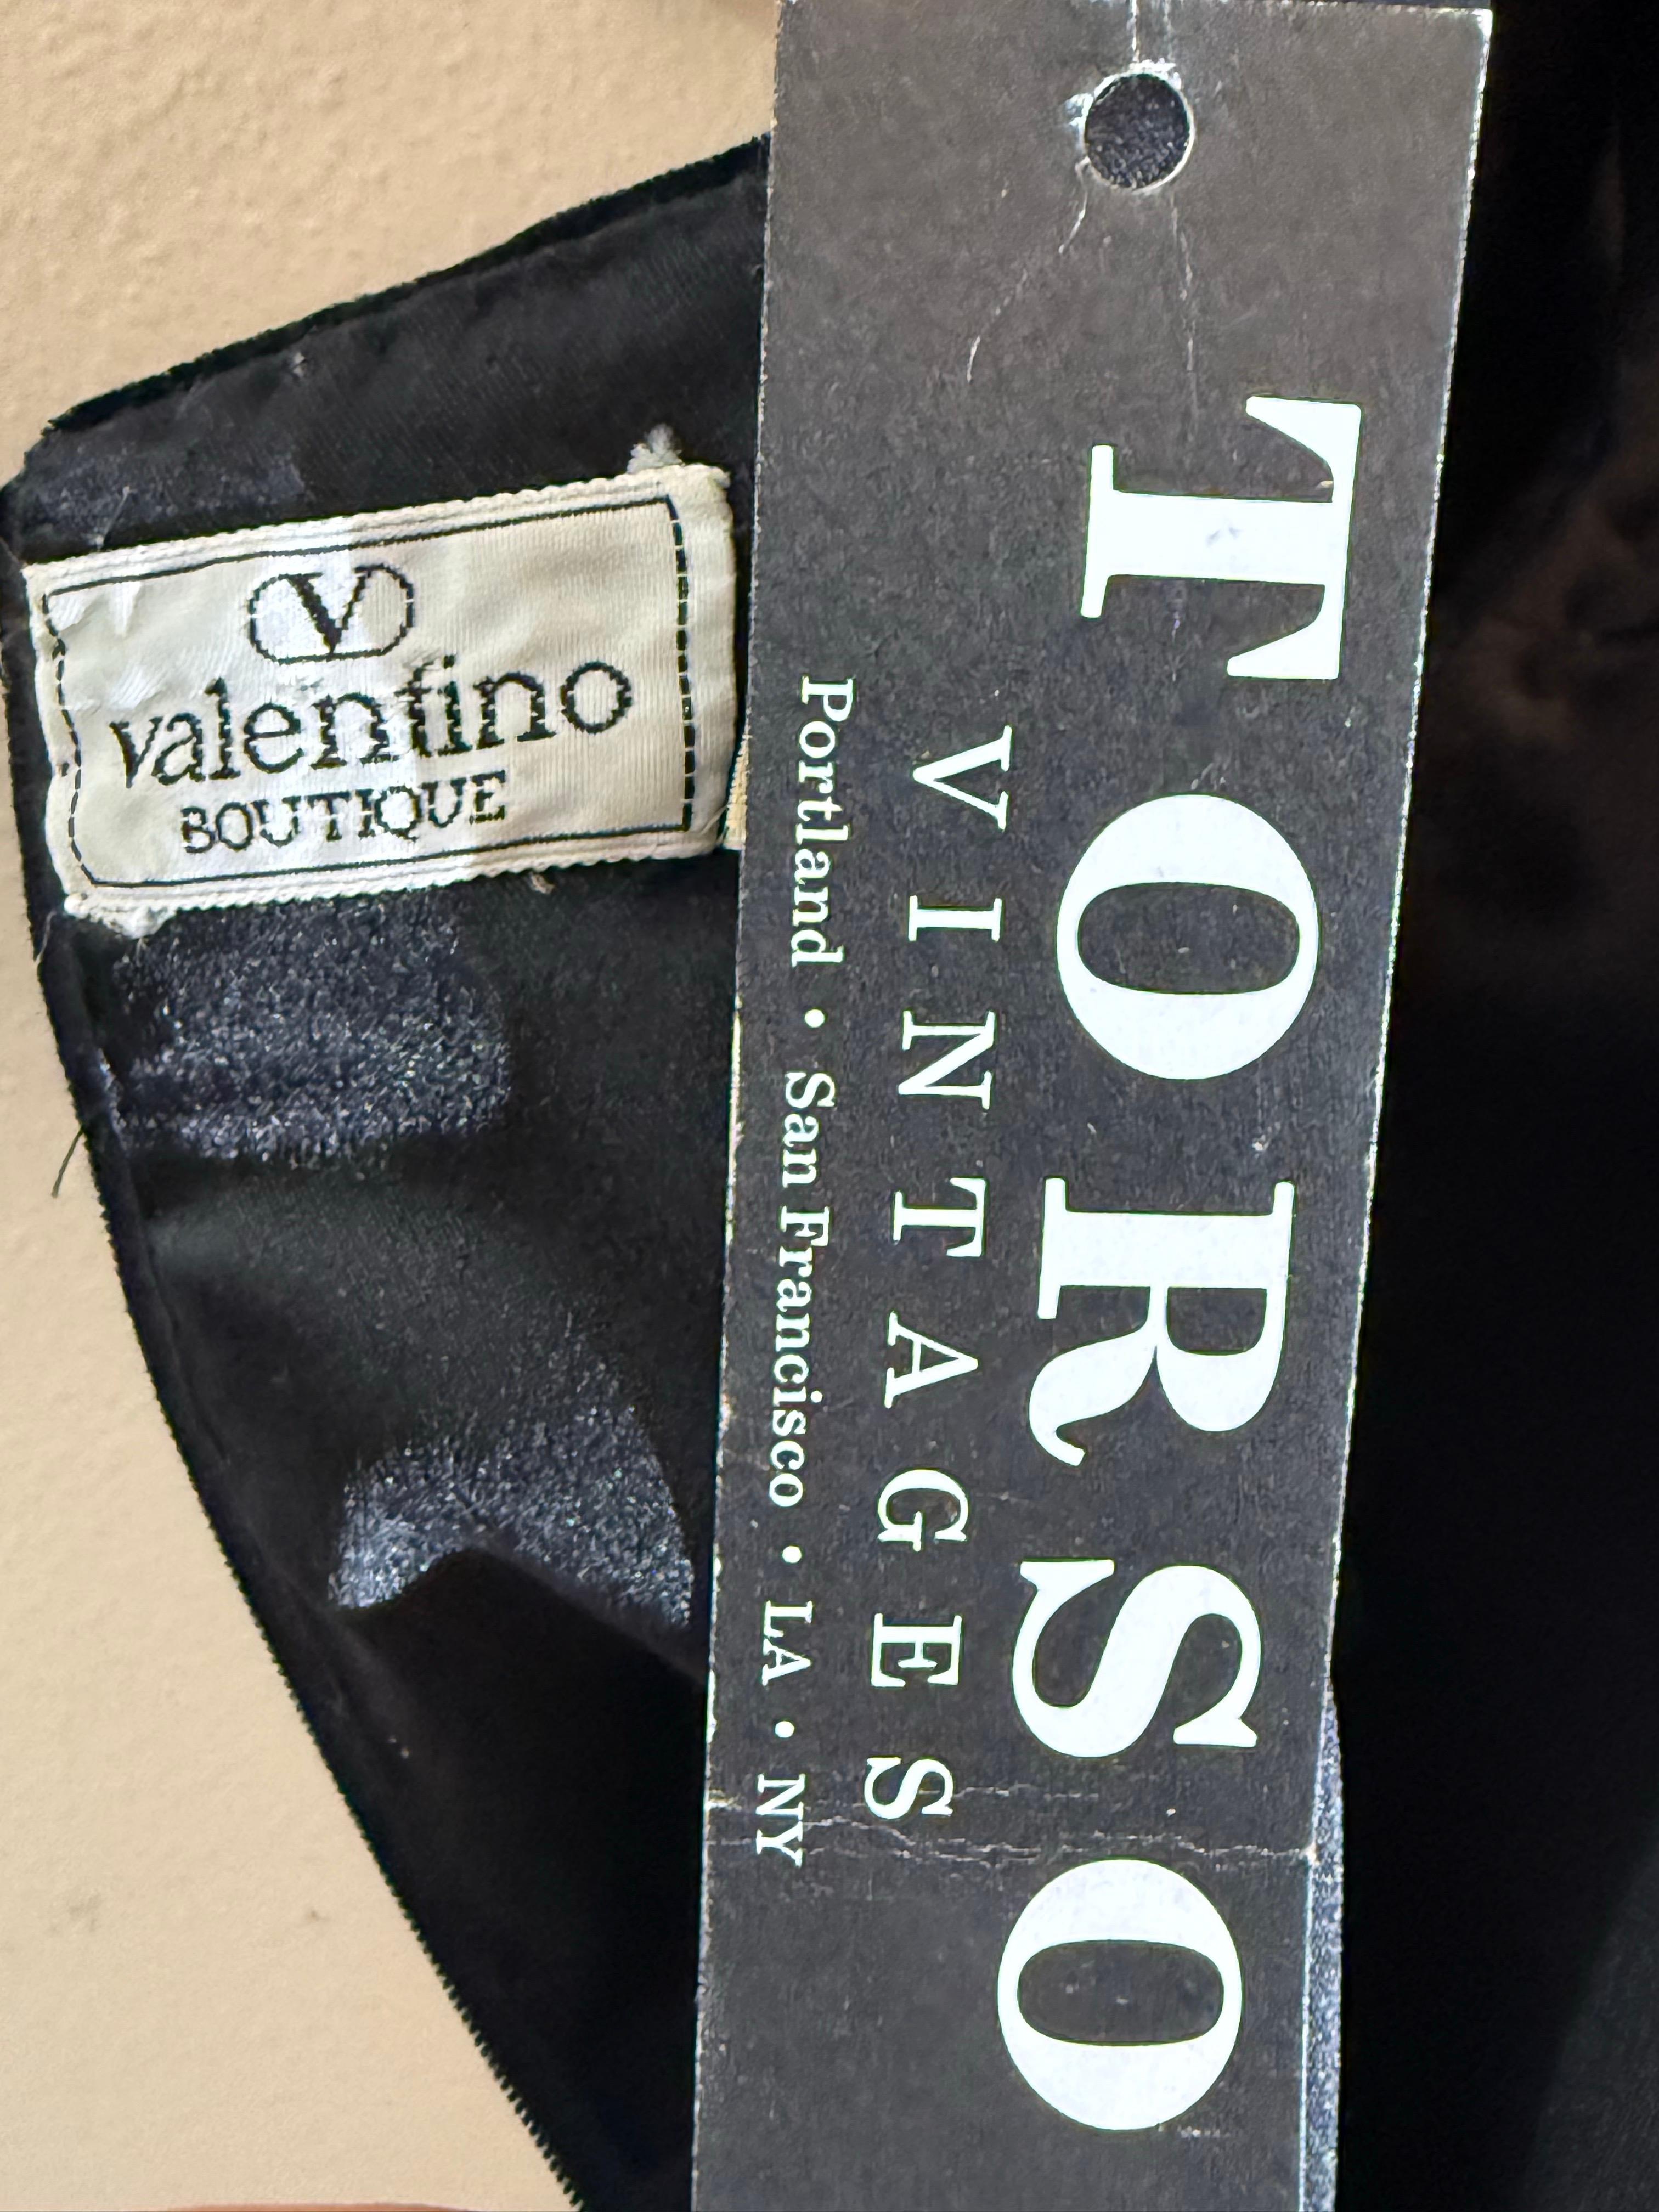 V
valentino
BOUTIQUE
TORSO
VINTAGES
Portland • San Francisco • LA • NY